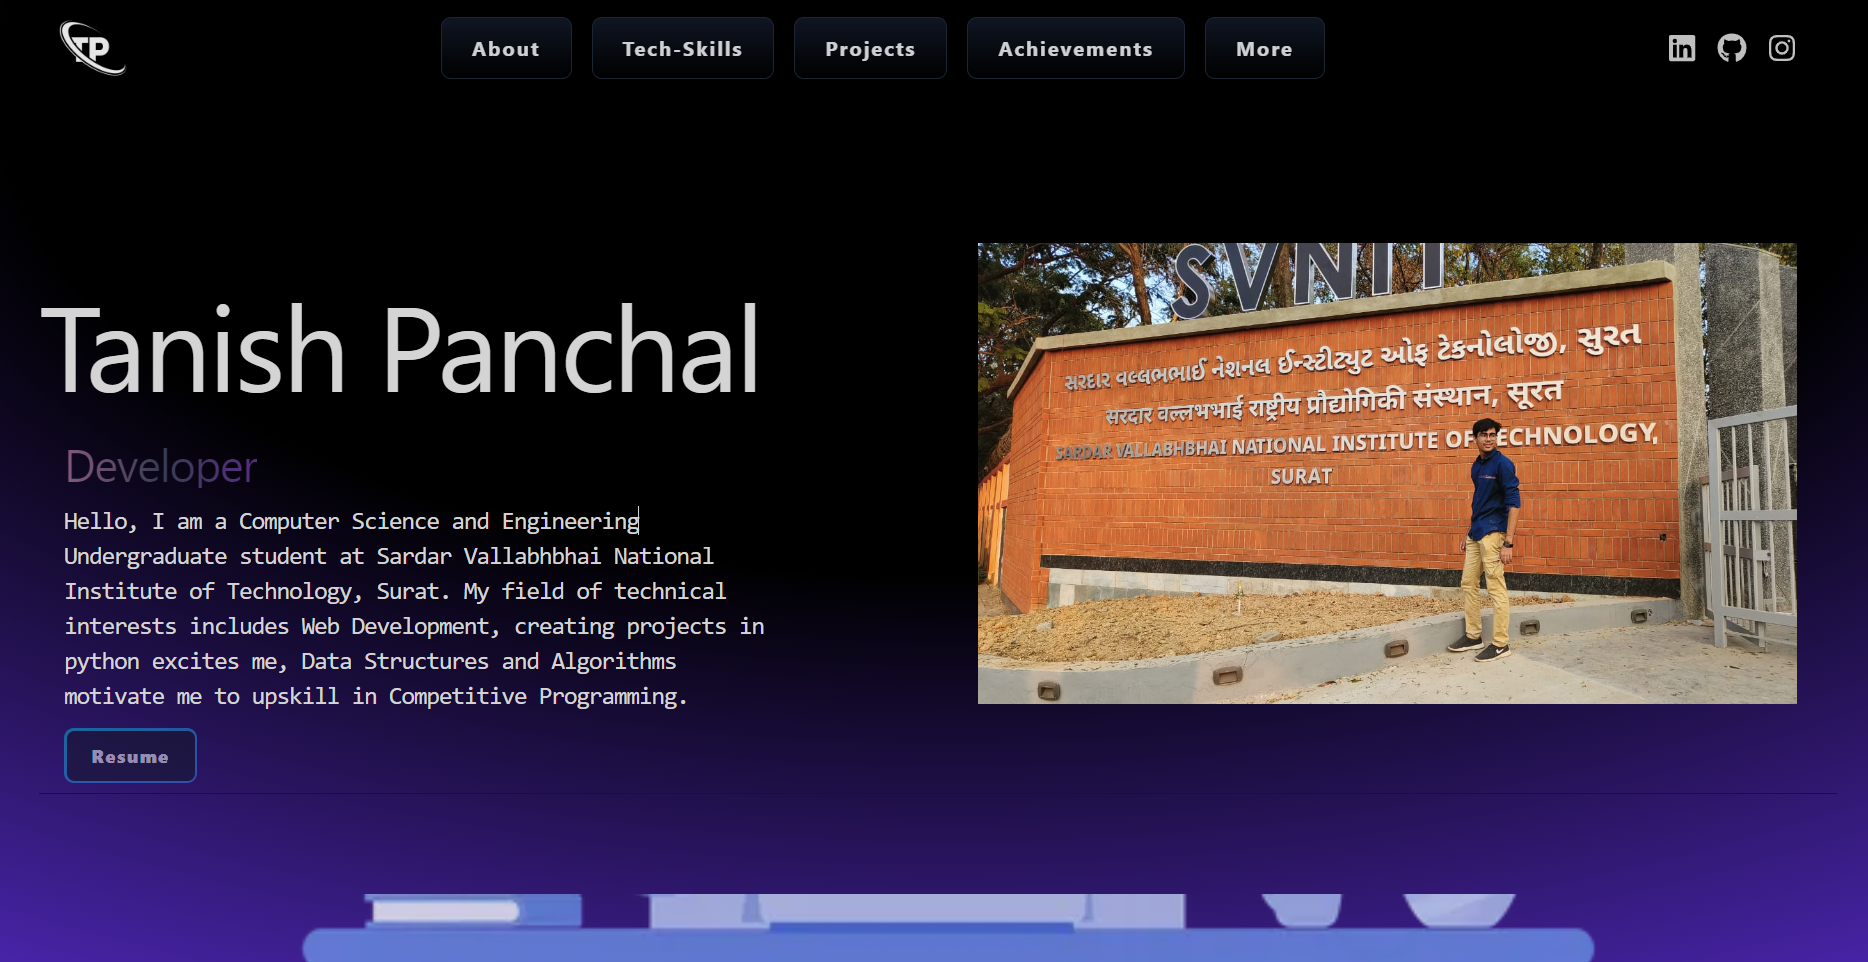 TP
About
Tech-Skills
Projects
Achievements
More
Tanish Panchal
Developer
Hello, I am a Computer Science and Engineering
Undergraduate student at Sardar Vallabhbhai National
Institute of Technology, Surat. My field of technical
interests includes Web Development, creating projects in
python excites me, Data Structures and Algorithms
motivate me to upskill in Competitive Programming.
Resume
SVNIT
સરદાર વલ્લભભાઈ નેશનલ ઈન્સ્ટીટ્યુટ ઓફ ટેકનોલોજી, સુરત
सरदार वल्लभभाई राष्ट्रीय प्रौद्योगिकी संस्थान, सूरत
SARDAR VALLABHBHAI NATIONAL INSTITUTE OF TECHNOLOGY,
SURAT